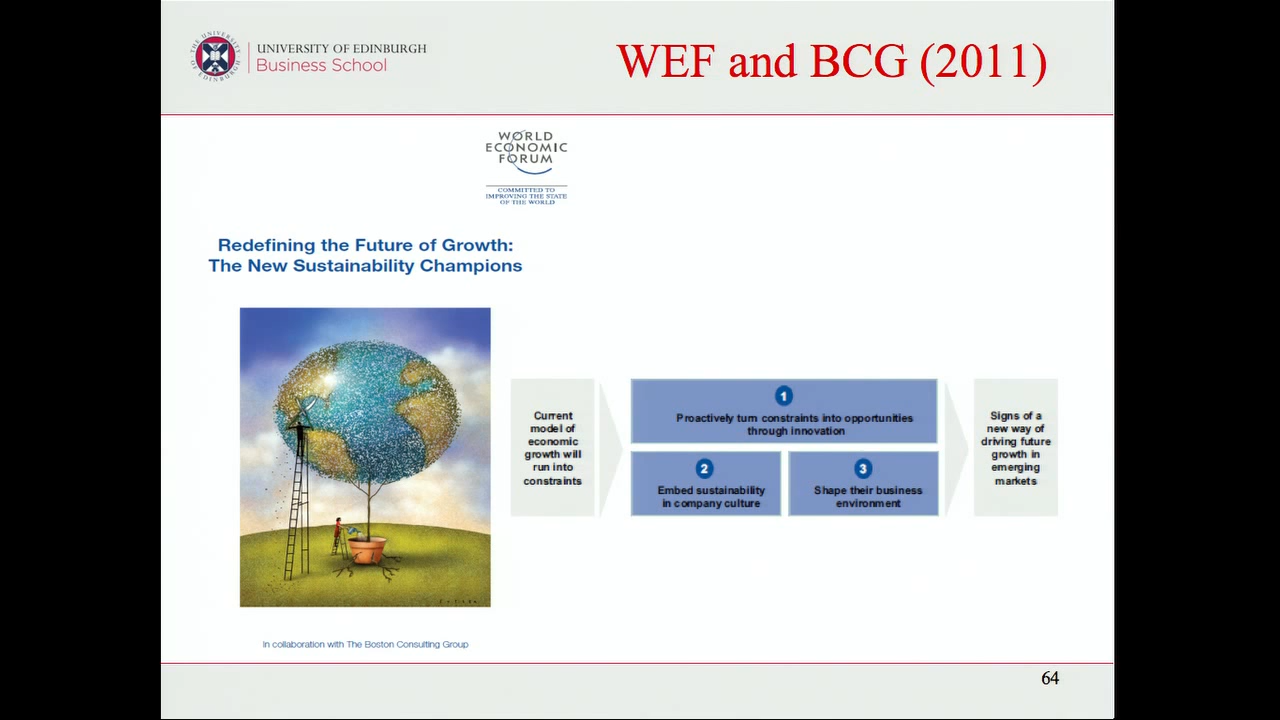 UNIVERSITY OF EDINBURGH
Business School
THE UNIVERSITY OF EDINBURGH
WEF and BCG (2011)
WORLD
ECONOMIC
FORUM
COMMITTED TO
IMPROVING THE STATE
OF THE WORLD
Redefining the Future of Growth:
The New Sustainability Champions
Current
model of
economic
growth will
run into
constraints
1
Proactively turn constraints into opportunities
through innovation
2
Embed sustainability
in company culture
3
Shape their business
environment
Signs of a
new way of
driving future
growth in
emerging
markets
In collaboration with The Boston Consulting Group
64